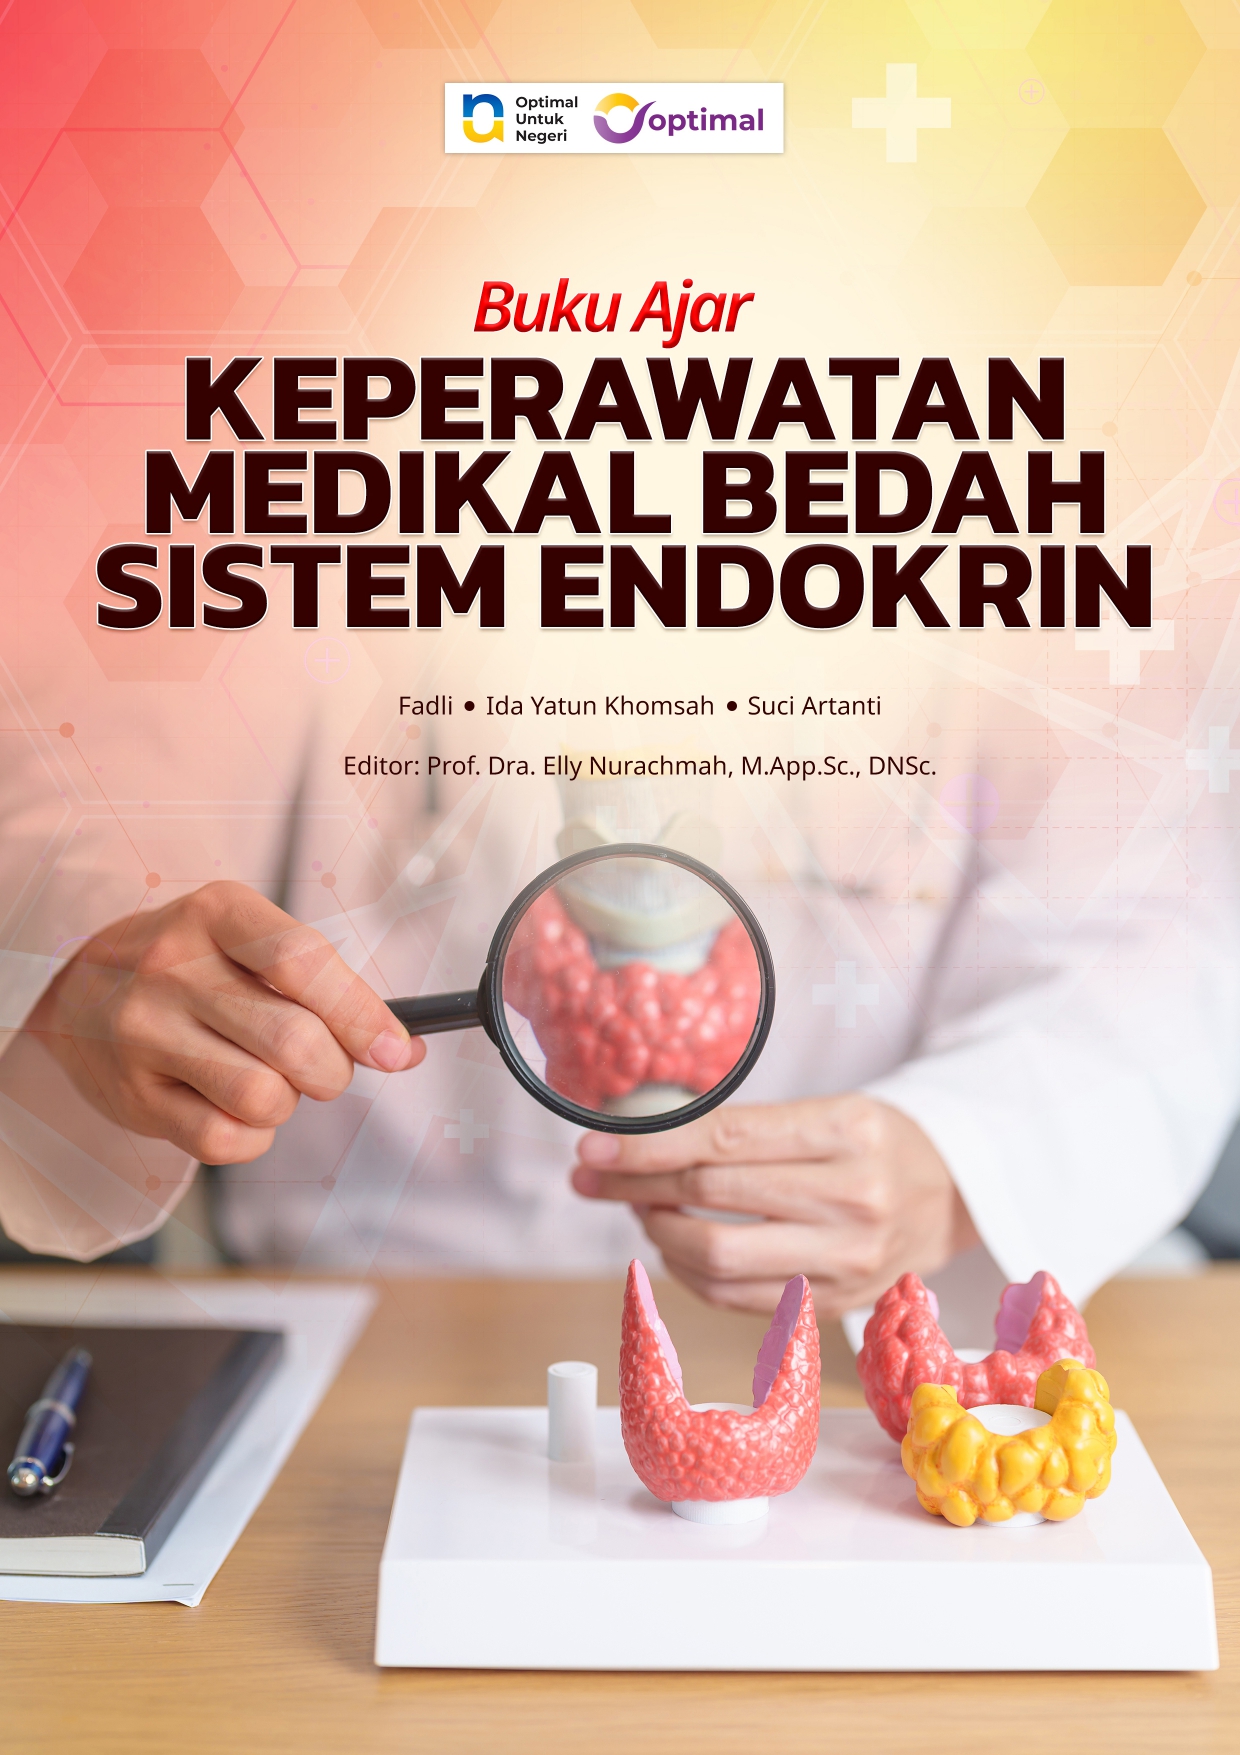 Optimal
Untuk
Negeri
optimal
Buku Ajar
KEPERAWATAN
MEDIKAL BEDAH
SISTEM ENDOKRIN
Fadli • Ida Yatun Khomsah • Suci Artanti
Editor: Prof. Dra. Elly Nurachmah, M.App.Sc., DNSc.